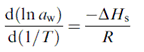 d(ln a_w)/d(1/T) = −ΔH_s/R